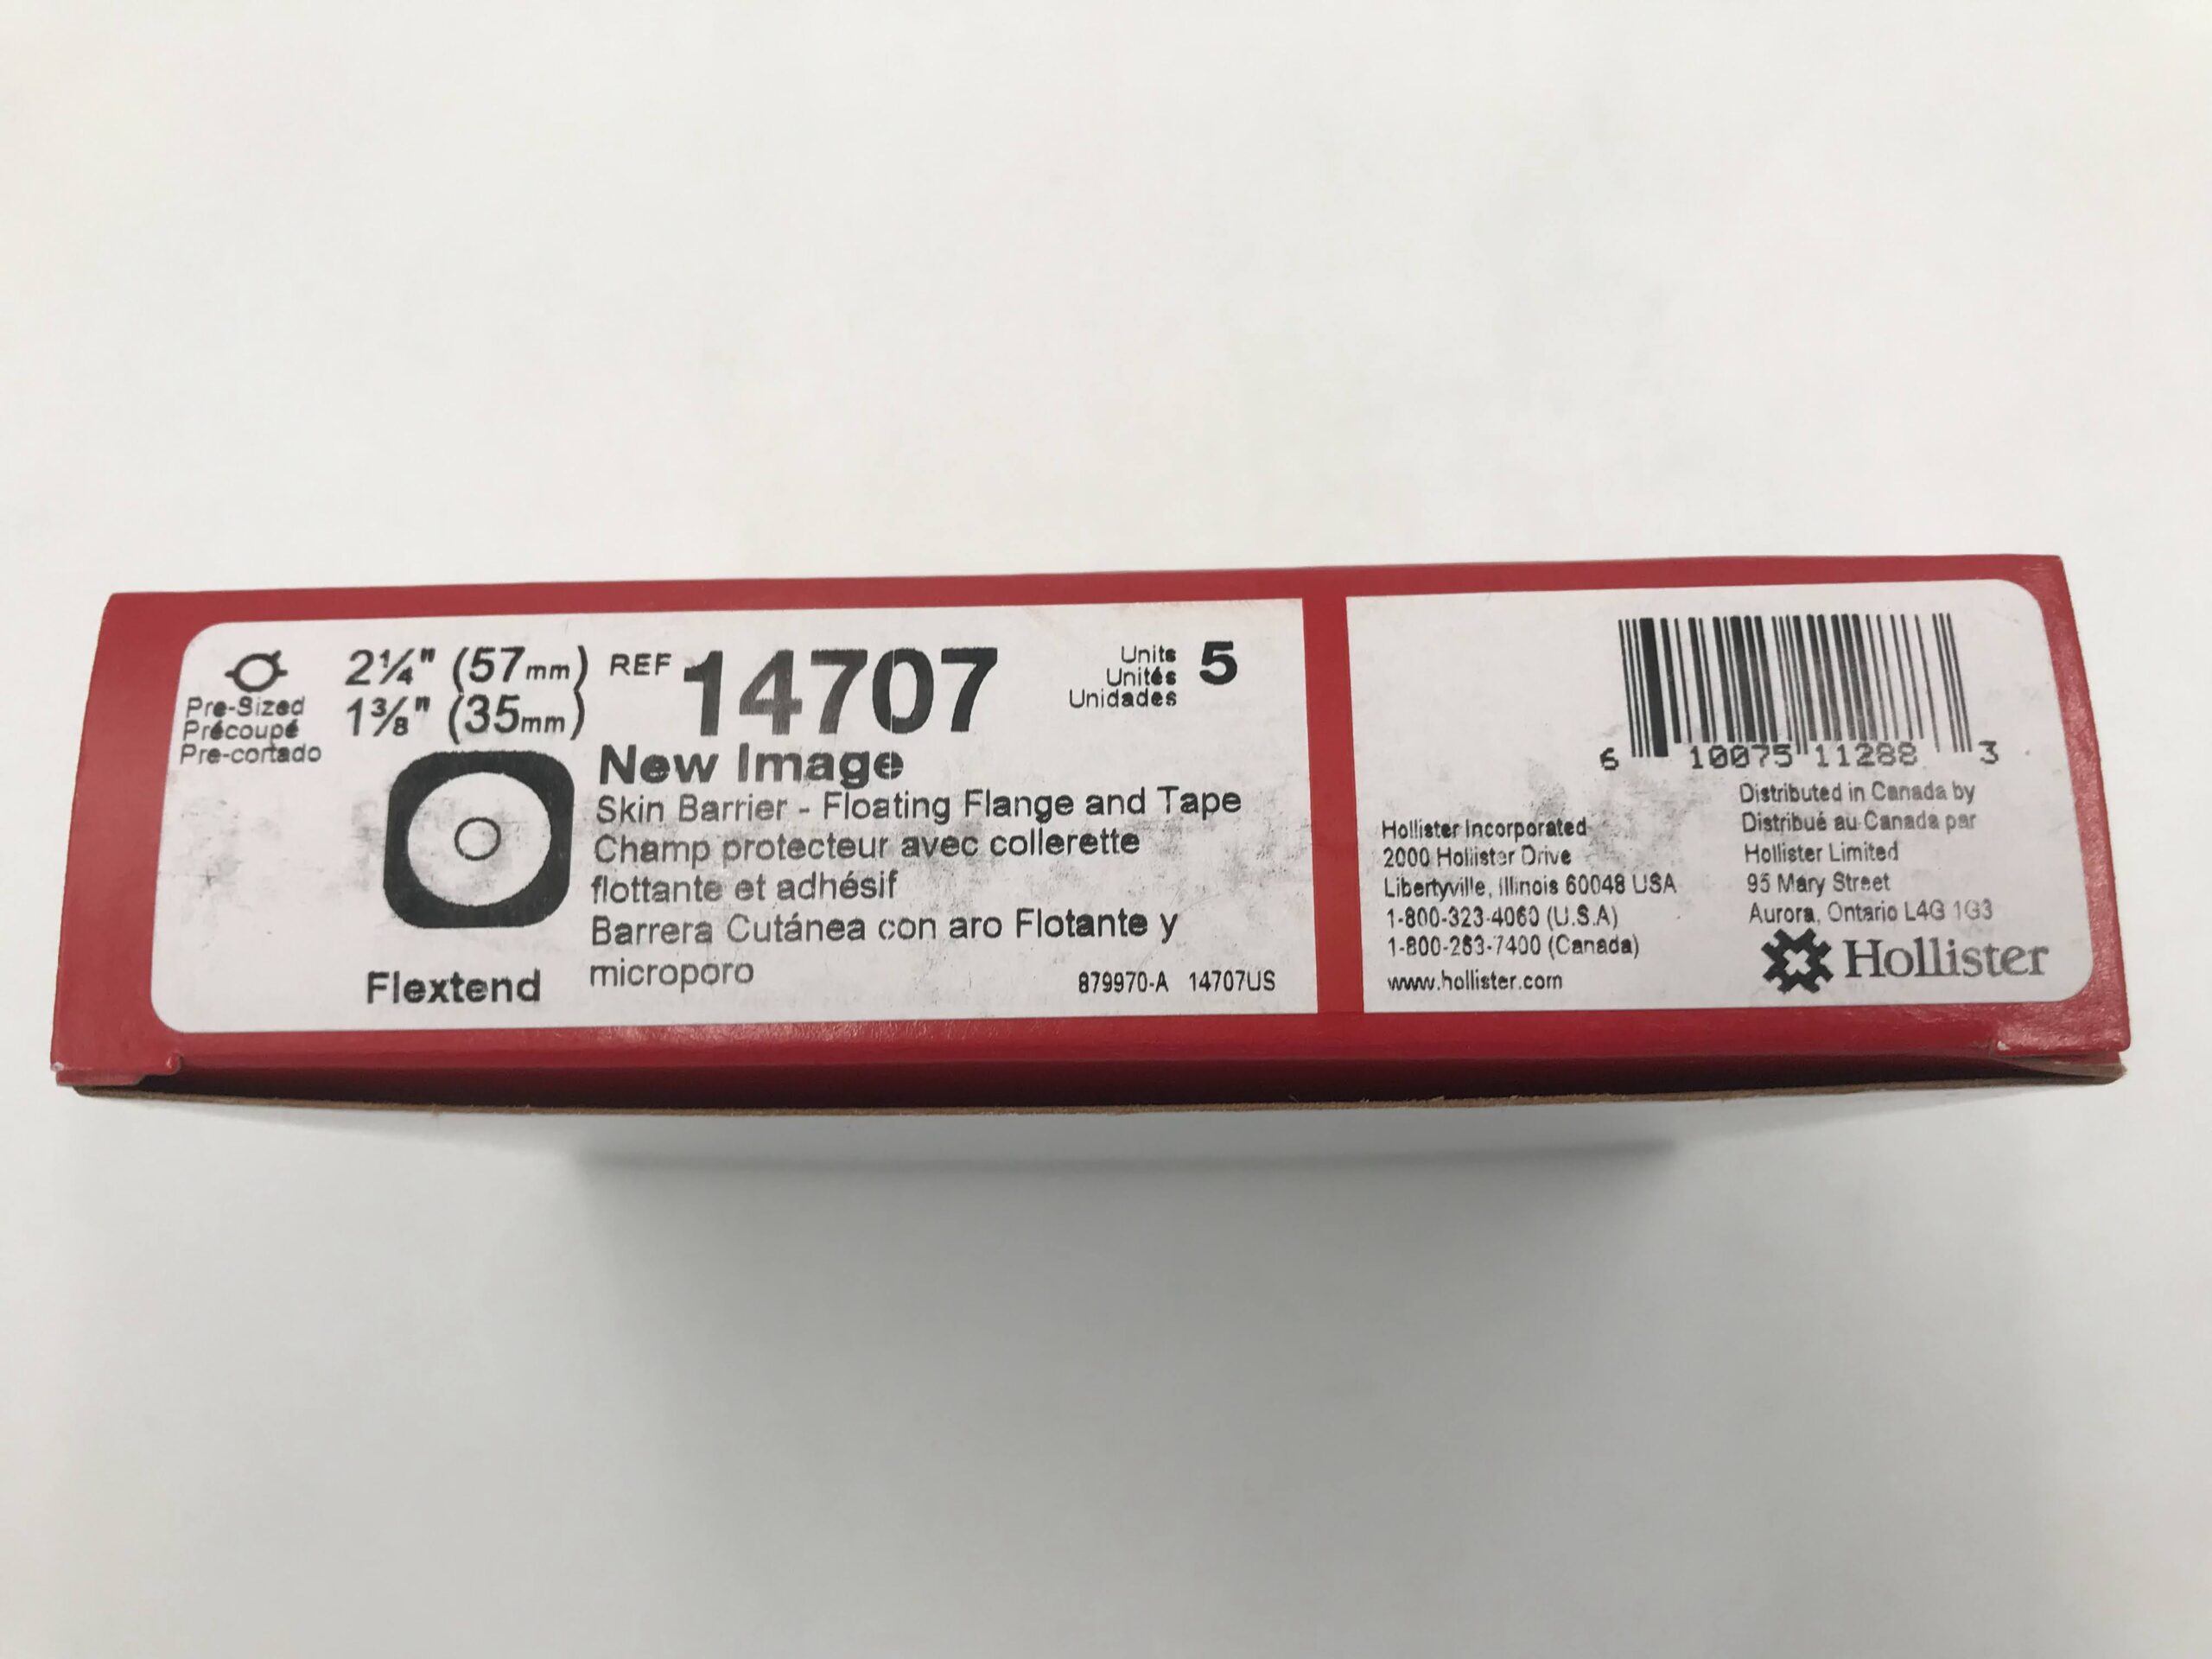 Pre-Sized
Précoupé
Pre-cortado
2¼" (57mm)
1⅜" (35mm)
REF 14707
Units
Unités
Unidades
5
New Image
Skin Barrier - Floating Flange and Tape
Champ protecteur avec collerette
flottante et adhésif
Barrera Cutánea con aro Flotante y
microporo
Flextend
879970-A 14707US
6 10075 11288 3
Hollister Incorporated
2000 Hollister Drive
Libertyville, Illinois 60048 USA
1-800-323-4060 (U.S.A)
1-800-263-7400 (Canada)
www.hollister.com
Distributed in Canada by
Distribué au Canada par
Hollister Limited
95 Mary Street
Aurora, Ontario L4G 1G3
Hollister